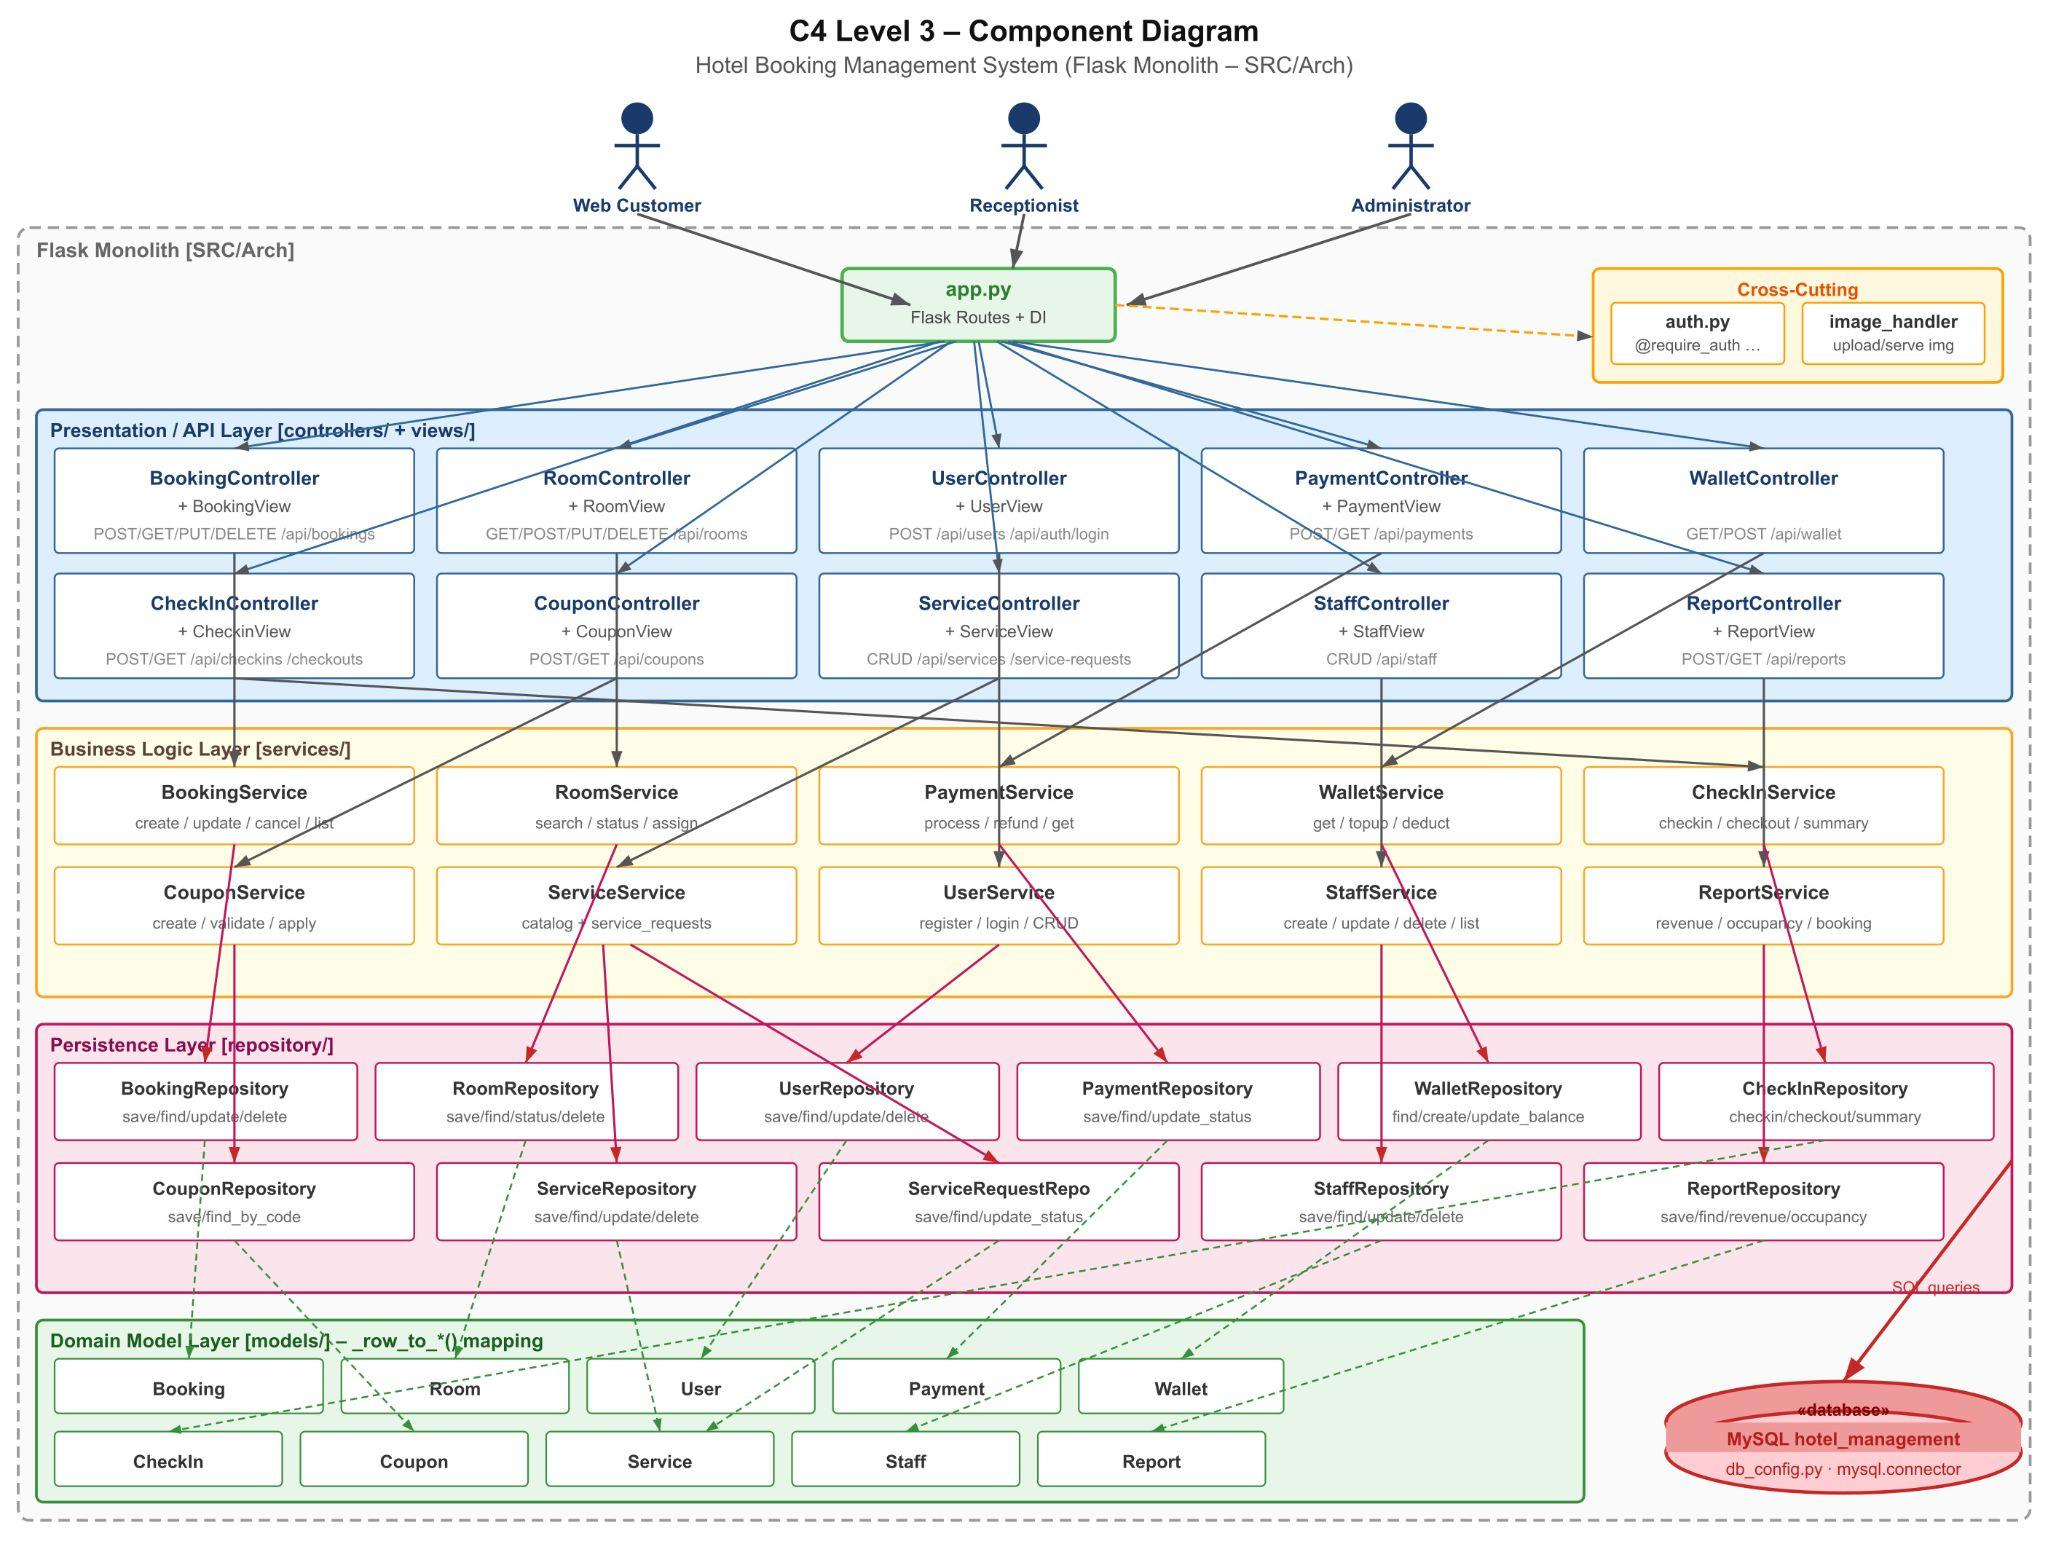 C4 Level 3 – Component Diagram
Hotel Booking Management System (Flask Monolith – SRC/Arch)
Web Customer
Receptionist
Administrator
Flask Monolith [SRC/Arch]
app.py
Flask Routes + DI
Cross-Cutting
auth.py
@require_auth …
image_handler
upload/serve img
Presentation / API Layer [controllers/ + views/]
BookingController
+ BookingView
POST/GET/PUT/DELETE /api/bookings
RoomController
+ RoomView
GET/POST/PUT/DELETE /api/rooms
UserController
+ UserView
POST /api/users /api/auth/login
PaymentController
+ PaymentView
POST/GET /api/payments
WalletController
GET/POST /api/wallet
CheckInController
+ CheckinView
POST/GET /api/checkins /checkouts
CouponController
+ CouponView
POST/GET /api/coupons
ServiceController
+ ServiceView
CRUD /api/services /service-requests
StaffController
+ StaffView
CRUD /api/staff
ReportController
+ ReportView
POST/GET /api/reports
Business Logic Layer [services/]
BookingService
create / update / cancel / list
RoomService
search / status / assign
PaymentService
process / refund / get
WalletService
get / topup / deduct
CheckInService
checkin / checkout / summary
CouponService
create / validate / apply
ServiceService
catalog + service_requests
UserService
register / login / CRUD
StaffService
create / update / delete / list
ReportService
revenue / occupancy / booking
Persistence Layer [repository/]
BookingRepository
save/find/update/delete
RoomRepository
save/find/status/delete
UserRepository
save/find/update/delete
PaymentRepository
save/find/update_status
WalletRepository
find/create/update_balance
CheckInRepository
checkin/checkout/summary
CouponRepository
save/find_by_code
ServiceRepository
save/find/update/delete
ServiceRequestRepo
save/find/update_status
StaffRepository
save/find/update/delete
ReportRepository
save/find/revenue/occupancy
SQL queries
Domain Model Layer [models/] – _row_to_*() mapping
Booking
Room
User
Payment
Wallet
CheckIn
Coupon
Service
Staff
Report
«database»
MySQL hotel_management
db_config.py · mysql.connector